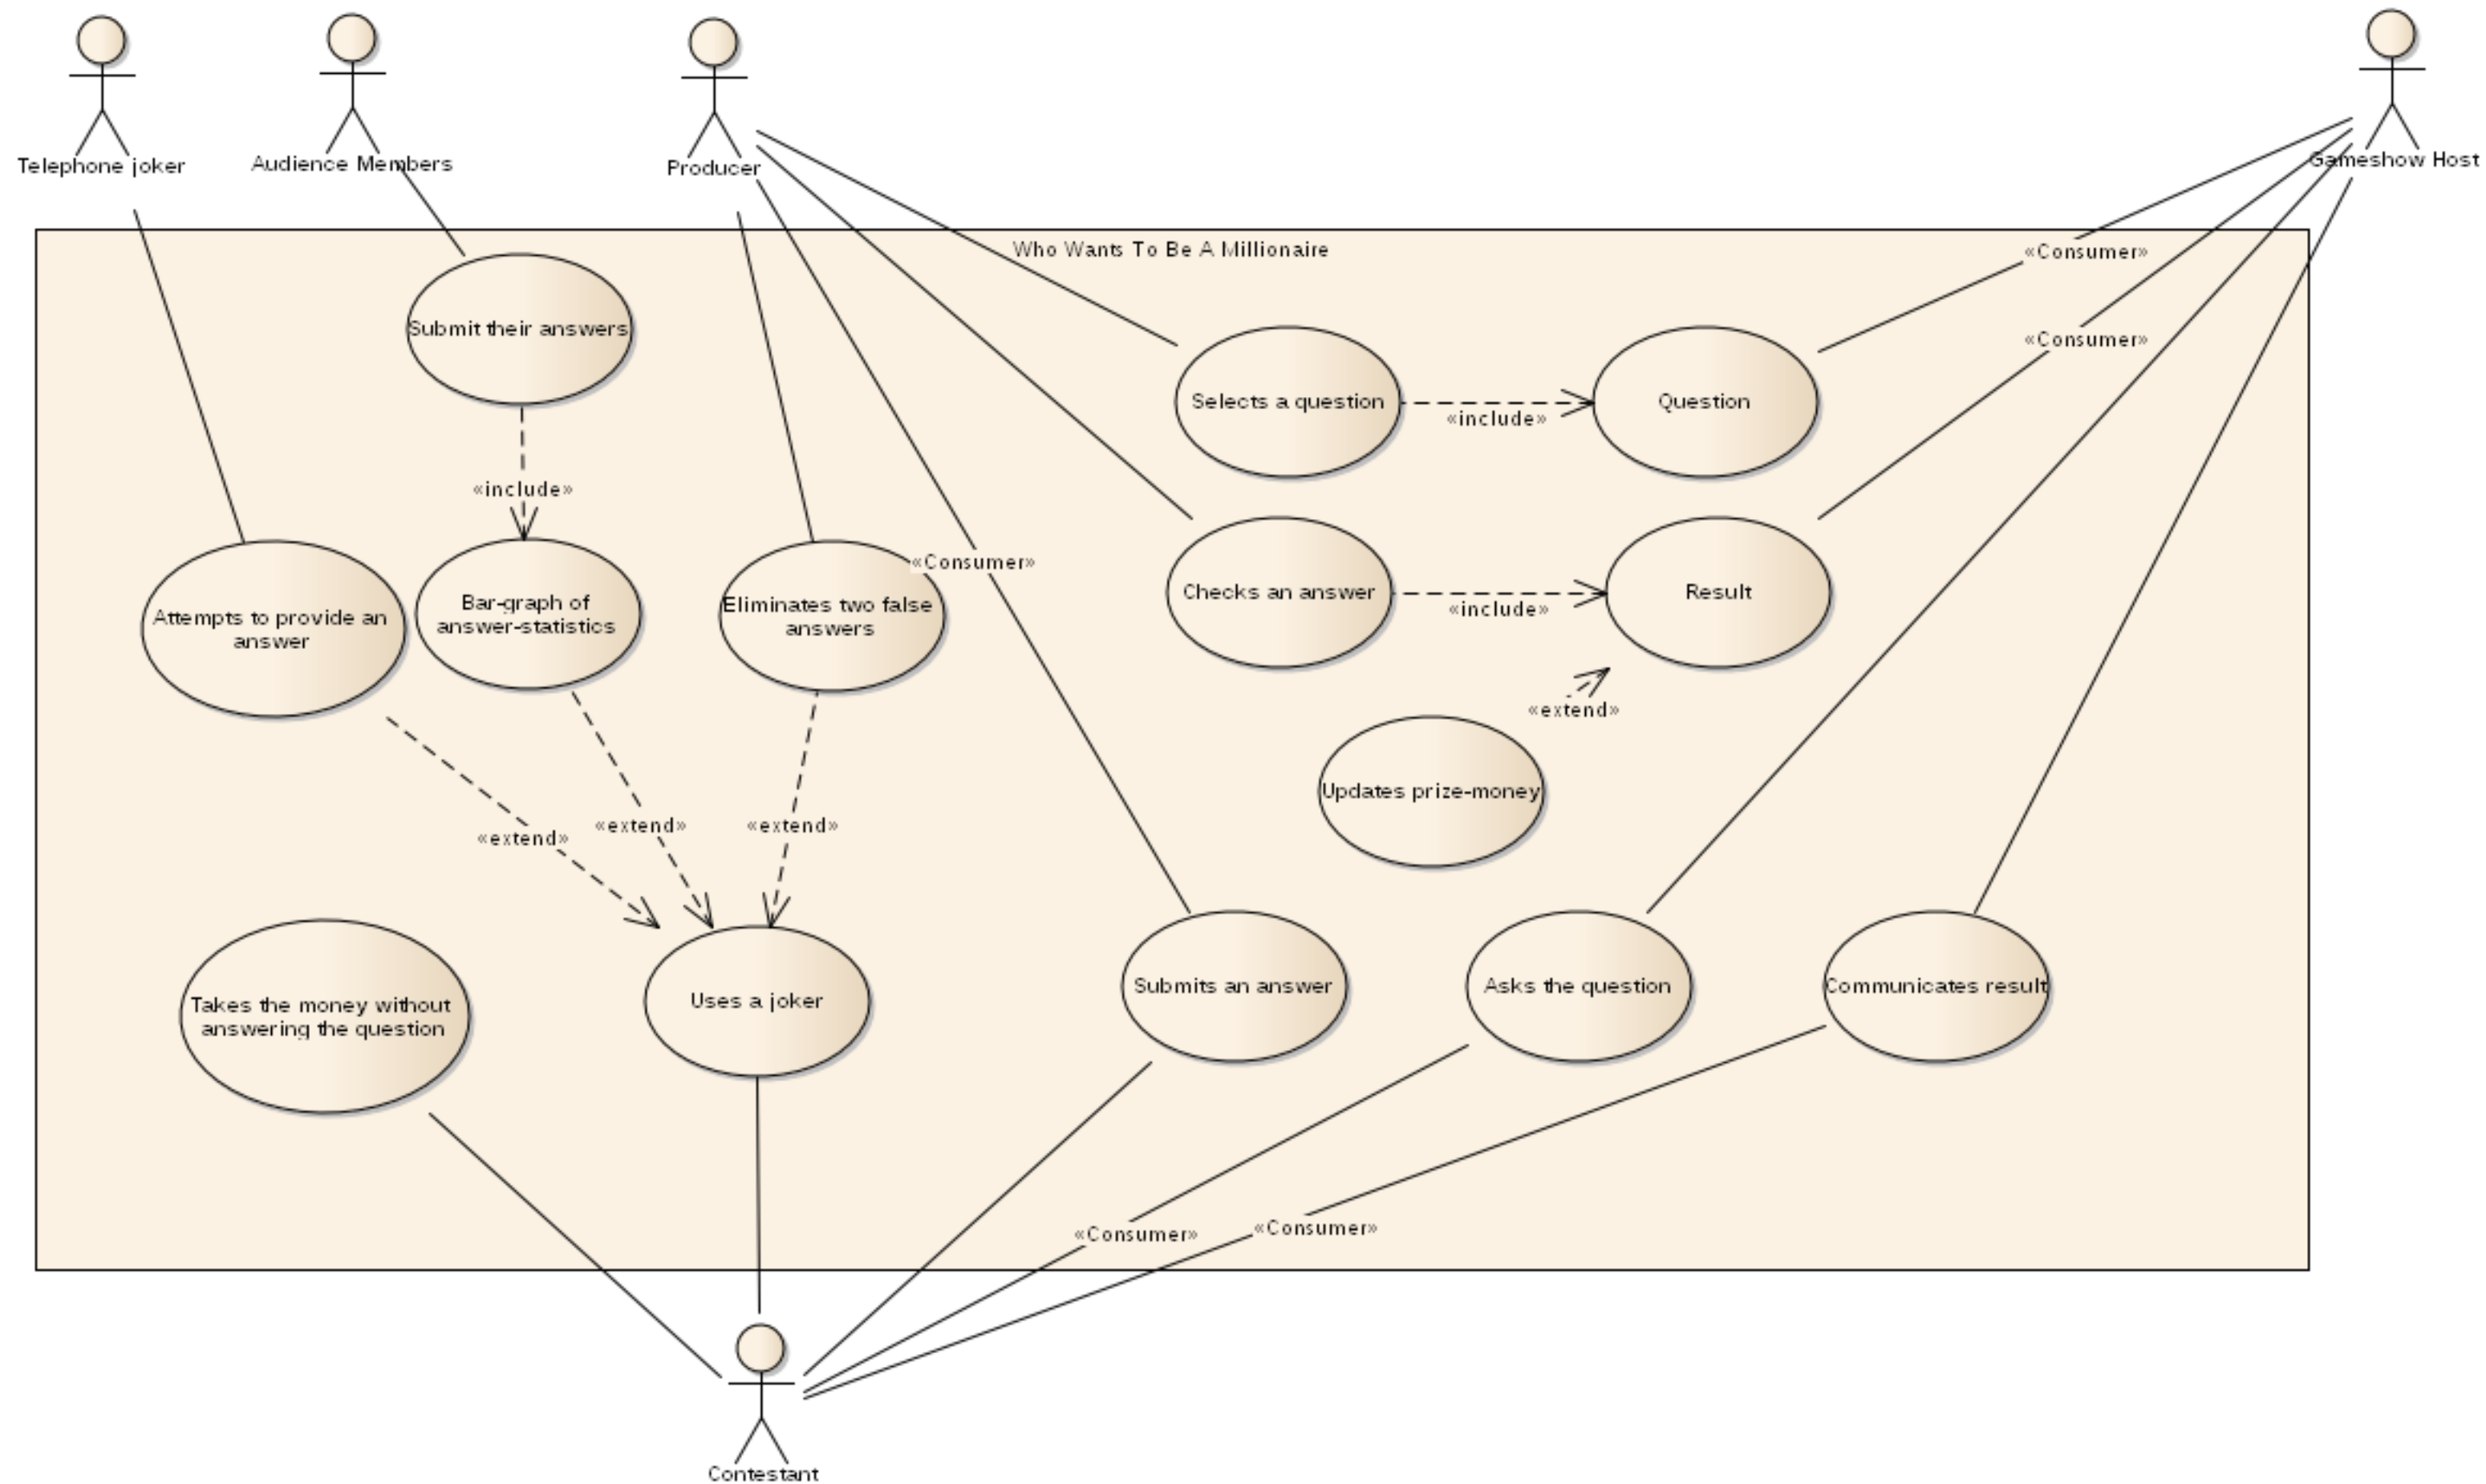 Telephone joker
Audience Members
Producer
Gameshow Host
Who Wants To Be A Millionaire
«Consumer»
Submit their answers
«Consumer»
Selects a question
Question
«include»
«include»
«Consumer»
Attempts to provide an
answer
Bar-graph of
answer-statistics
Eliminates two false
answers
Checks an answer
Result
«include»
«extend»
Updates prize-money
«extend»
«extend»
«extend»
Takes the money without
answering the question
Uses a joker
Submits an answer
Asks the question
Communicates result
«Consumer»
«Consumer»
Contestant